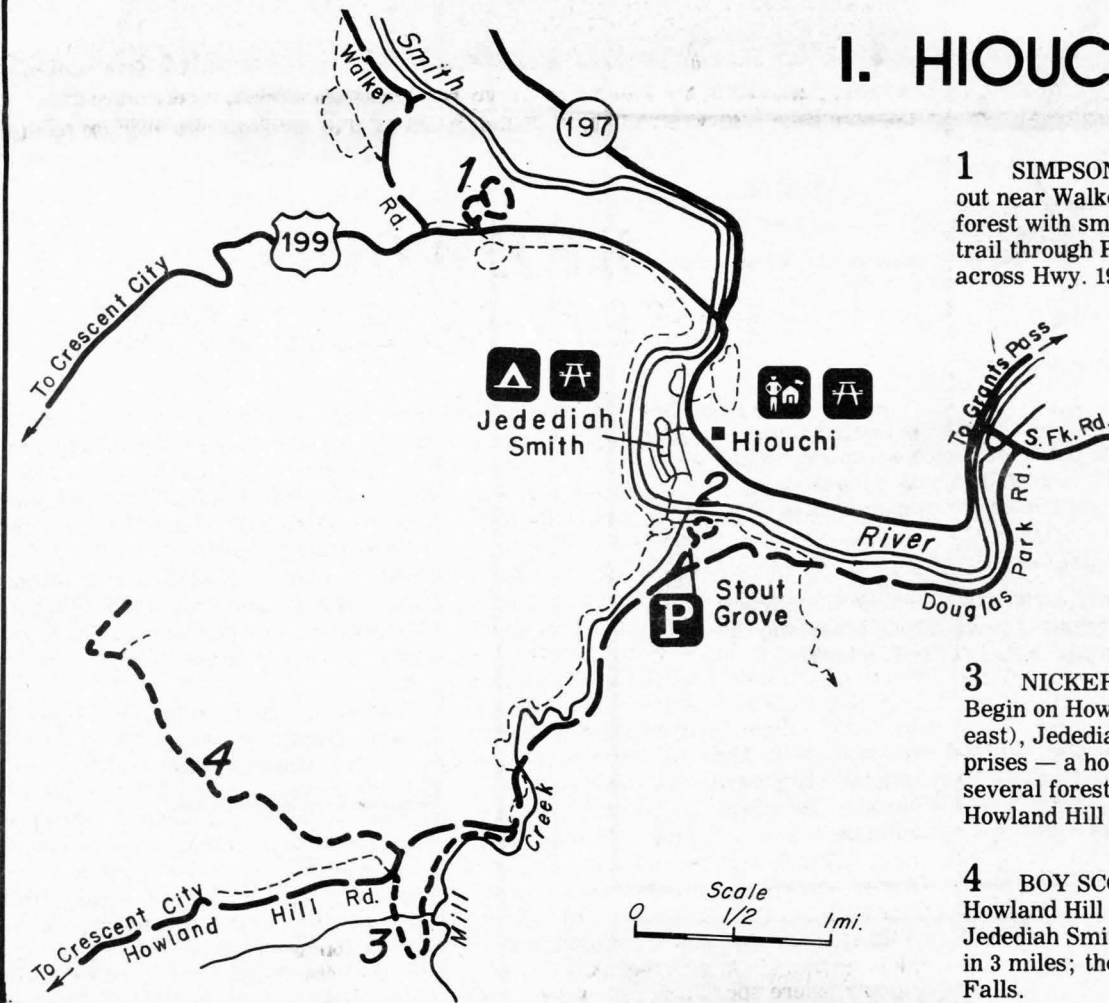 I. HIOUC
Smith
Walker
Rd.
197
1
199
To Crescent City
1 SIMPSON
out near Walke
forest with sm
trail through F
across Hwy. 19
To Grants Pass
S. Fk. Rd.
Jedediah
Smith
Hiouchi
2
River
Park Rd.
Douglas
P
Stout
Grove
3 NICKER
Begin on How
east), Jededia
prises — a ho
several forest
Howland Hill
4
Creek
Mill
To Crescent City
Howland Hill Rd.
3
Scale
0 1/2 1mi.
4 BOY SCO
Howland Hill
Jedediah Smi
in 3 miles; the
Falls.